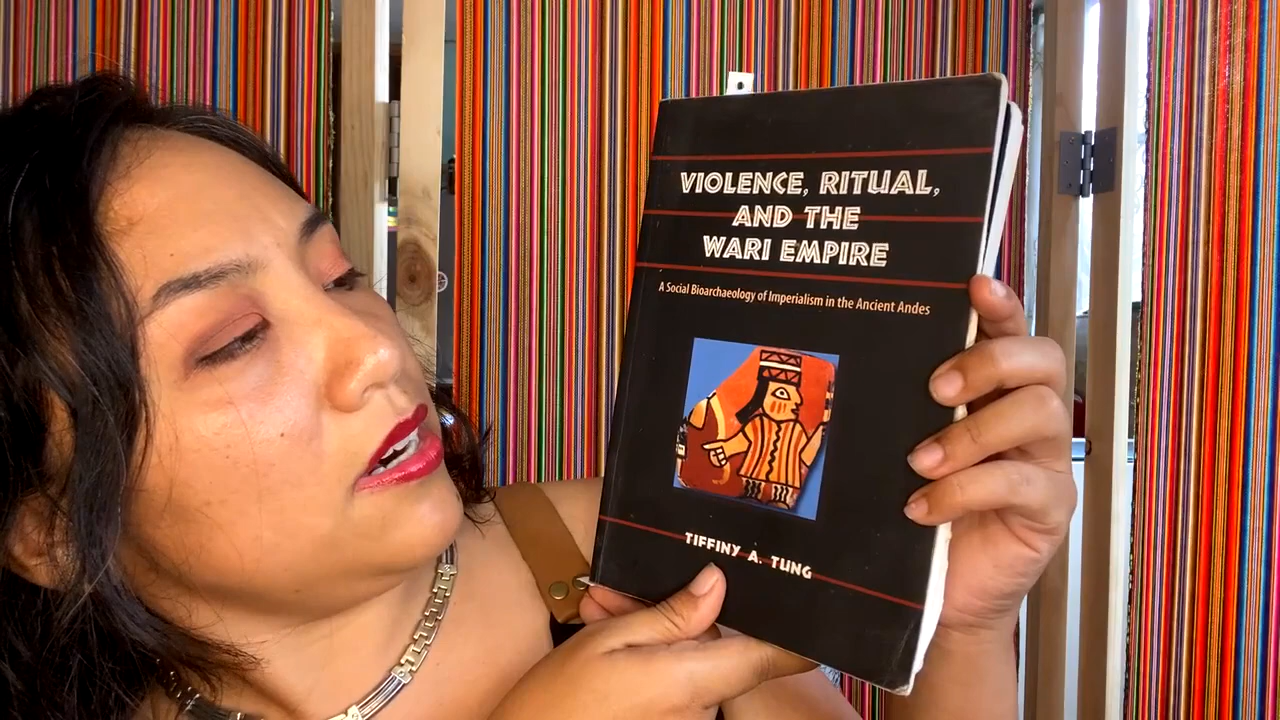 VIOLENCE, RITUAL,
AND THE
WARI EMPIRE
A Social Bioarchaeology of Imperialism in the Ancient Andes
TIFFINY A. TUNG